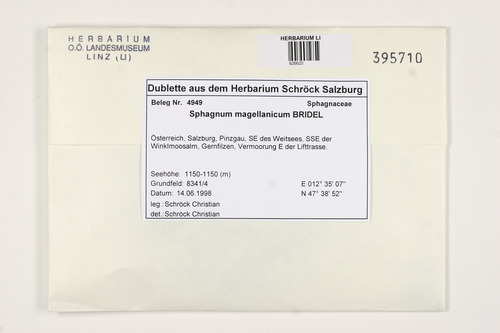 HERBARIUM
O.Ö. LANDESMUSEUM
LINZ (LI)
HERBARIUM LI
395710
Dublette aus dem Herbarium Schröck Salzburg
Beleg Nr. 4949 Sphagnaceae
Sphagnum magellanicum BRIDEL
Österreich, Salzburg, Pinzgau, SE des Weitsees, SSE der
Winklmoosalm, Gernfilzen, Vermoorung E der Lifttrasse.
Seehöhe: 1150-1150 (m)
Grundfeld: 8341/4 E 012° 35' 07"
Datum: 14.06.1998 N 47° 38' 52"
leg.: Schröck Christian
det.: Schröck Christian